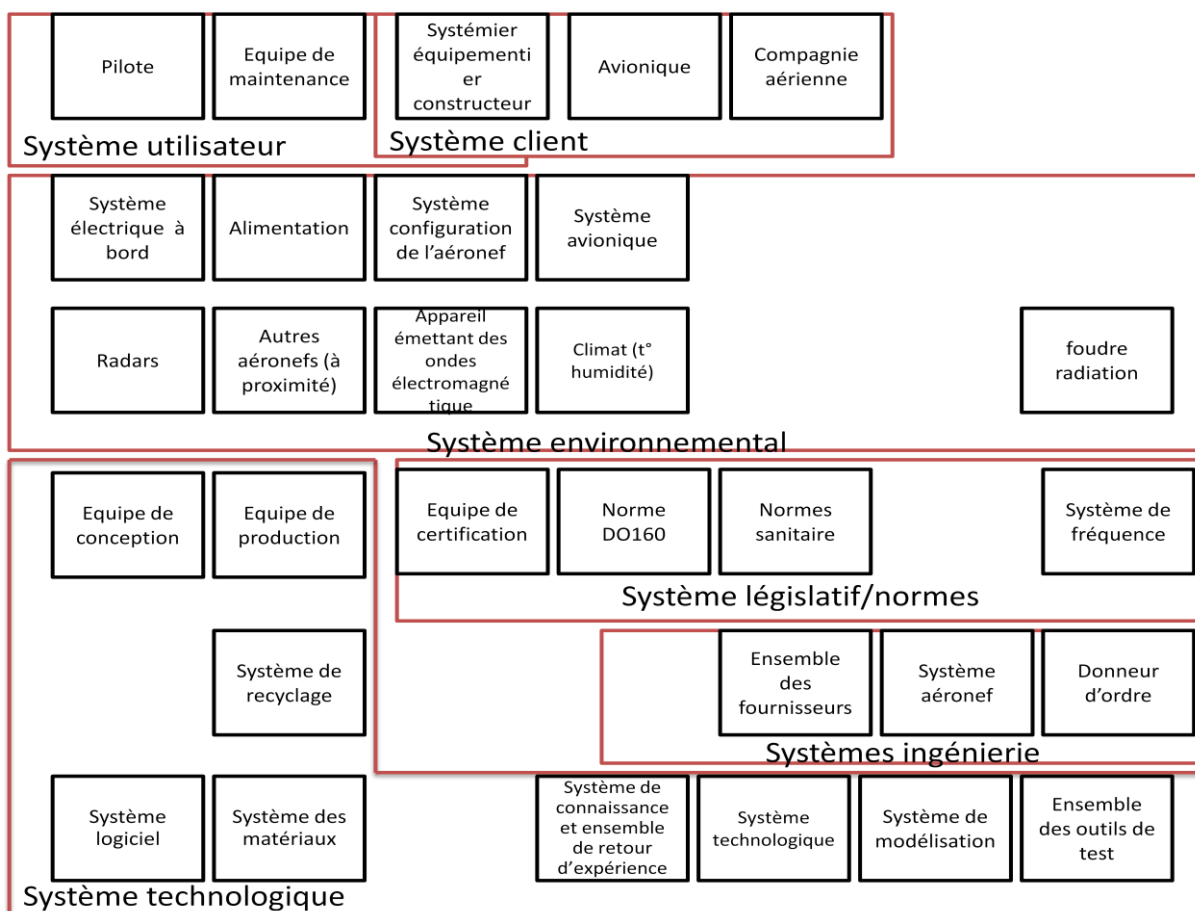 Pilote
Equipe de
maintenance
Systémier
équipementi
er
constructeur
Avionique
Compagnie
aérienne
Système utilisateur
Système client
Système
électrique à
bord
Alimentation
Système
configuration
de l’aéronef
Système
avionique
Radars
Autres
aéronefs (à
proximité)
Appareil
émettant des
ondes
électromagné
tique
Climat (t°
humidité)
foudre
radiation
Système environnemental
Equipe de
conception
Equipe de
production
Equipe de
certification
Norme
DO160
Normes
sanitaire
Système de
fréquence
Système législatif/normes
Système de
recyclage
Ensemble
des
fournisseurs
Système
aéronef
Donneur
d’ordre
Systèmes ingénierie
Système
logiciel
Système des
matériaux
Système de
connaissance
et ensemble
de retour
d’expérience
Système
technologique
Système de
modélisation
Ensemble
des outils de
test
Système technologique